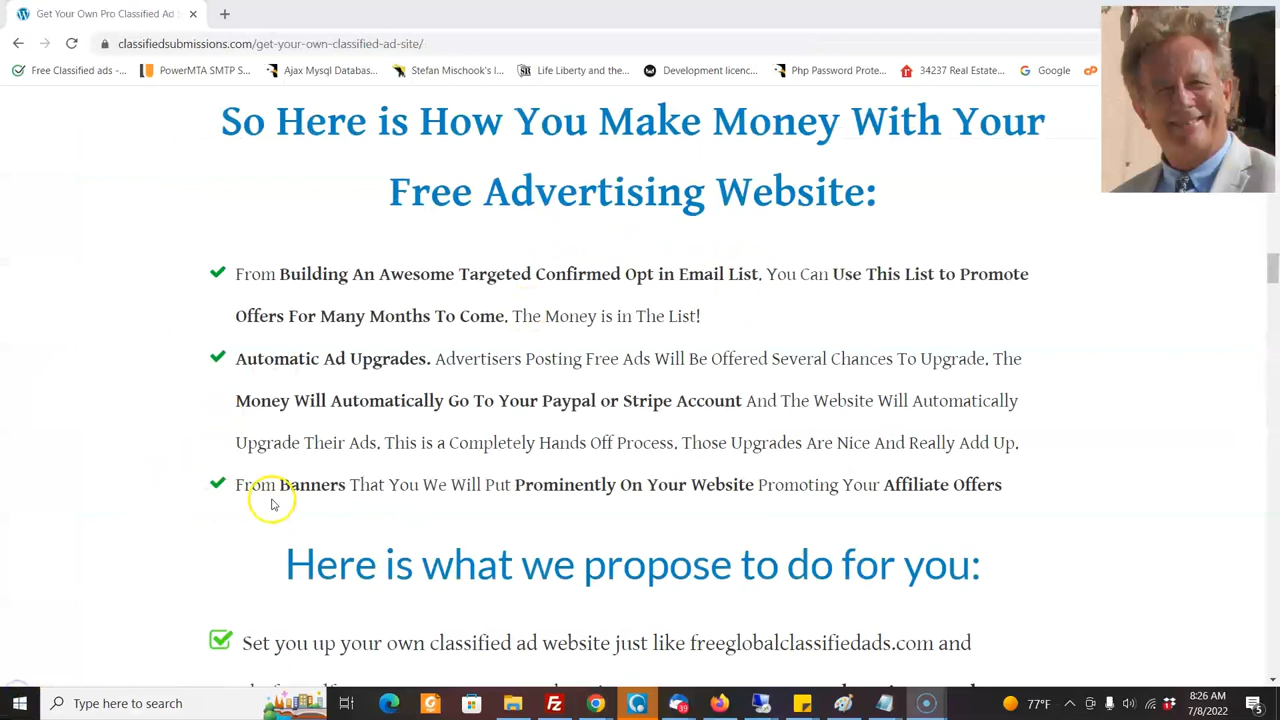 Get Your Own Pro Classified Ad
classifiedsubmissions.com/get-your-own-classified-ad-site/
Free Classified ads -...
PowerMTA SMTP S...
Ajax Mysql Databas...
Stefan Mischook's I...
Life Liberty and the...
Development licenc...
Php Password Prote...
34237 Real Estate...
Google
So Here is How You Make Money With Your
Free Advertising Website:
From Building An Awesome Targeted Confirmed Opt in Email List. You Can Use This List to Promote
Offers For Many Months To Come. The Money is in The List!
Automatic Ad Upgrades. Advertisers Posting Free Ads Will Be Offered Several Chances To Upgrade. The
Money Will Automatically Go To Your Paypal or Stripe Account And The Website Will Automatically
Upgrade Their Ads. This is a Completely Hands Off Process. Those Upgrades Are Nice And Really Add Up.
From Banners That You We Will Put Prominently On Your Website Promoting Your Affiliate Offers
Here is what we propose to do for you:
Set you up your own classified ad website just like freeglobalclassifiedads.com and
Type here to search
39
77°F
8:26 AM
7/8/2022
5